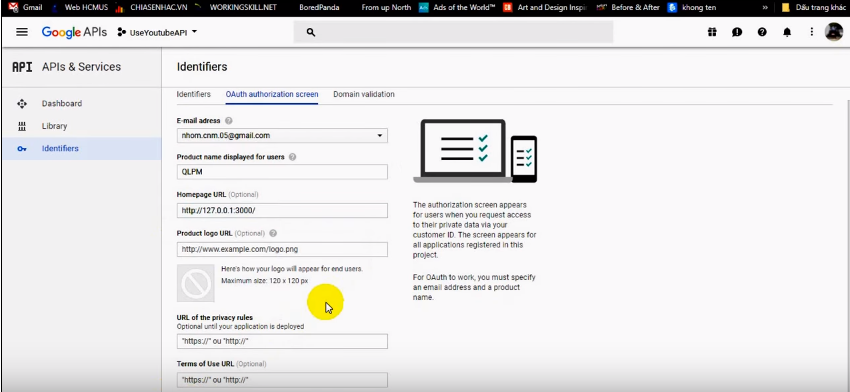 Gmail Web HCMUS CHIASENHAC.VN WORKINGSKILL.NET BoredPanda From up North Ads of the World™ Art and Design Inspi Before & After khong ten Dấu trang khác
Google APIs UseYoutubeAPI
API APIs & Services
Dashboard
Library
Identifiers
Identifiers
Identifiers OAuth authorization screen Domain validation
E-mail adress
nhom.cnm.05@gmail.com
Product name displayed for users
QLPM
Homepage URL (Optional)
http://127.0.0.1:3000/
Product logo URL (Optional)
http://www.example.com/logo.png
Here's how your logo will appear for end users.
Maximum size: 120 x 120 px
URL of the privacy rules
Optional until your application is deployed
"https://" ou "http://"
Terms of Use URL (Optional)
"https://" ou "http://"
The authorization screen appears
for users when you request access
to their private data via your
customer ID. The screen appears for
all applications registered in this
project.
For OAuth to work, you must specify
an email address and a product
name.